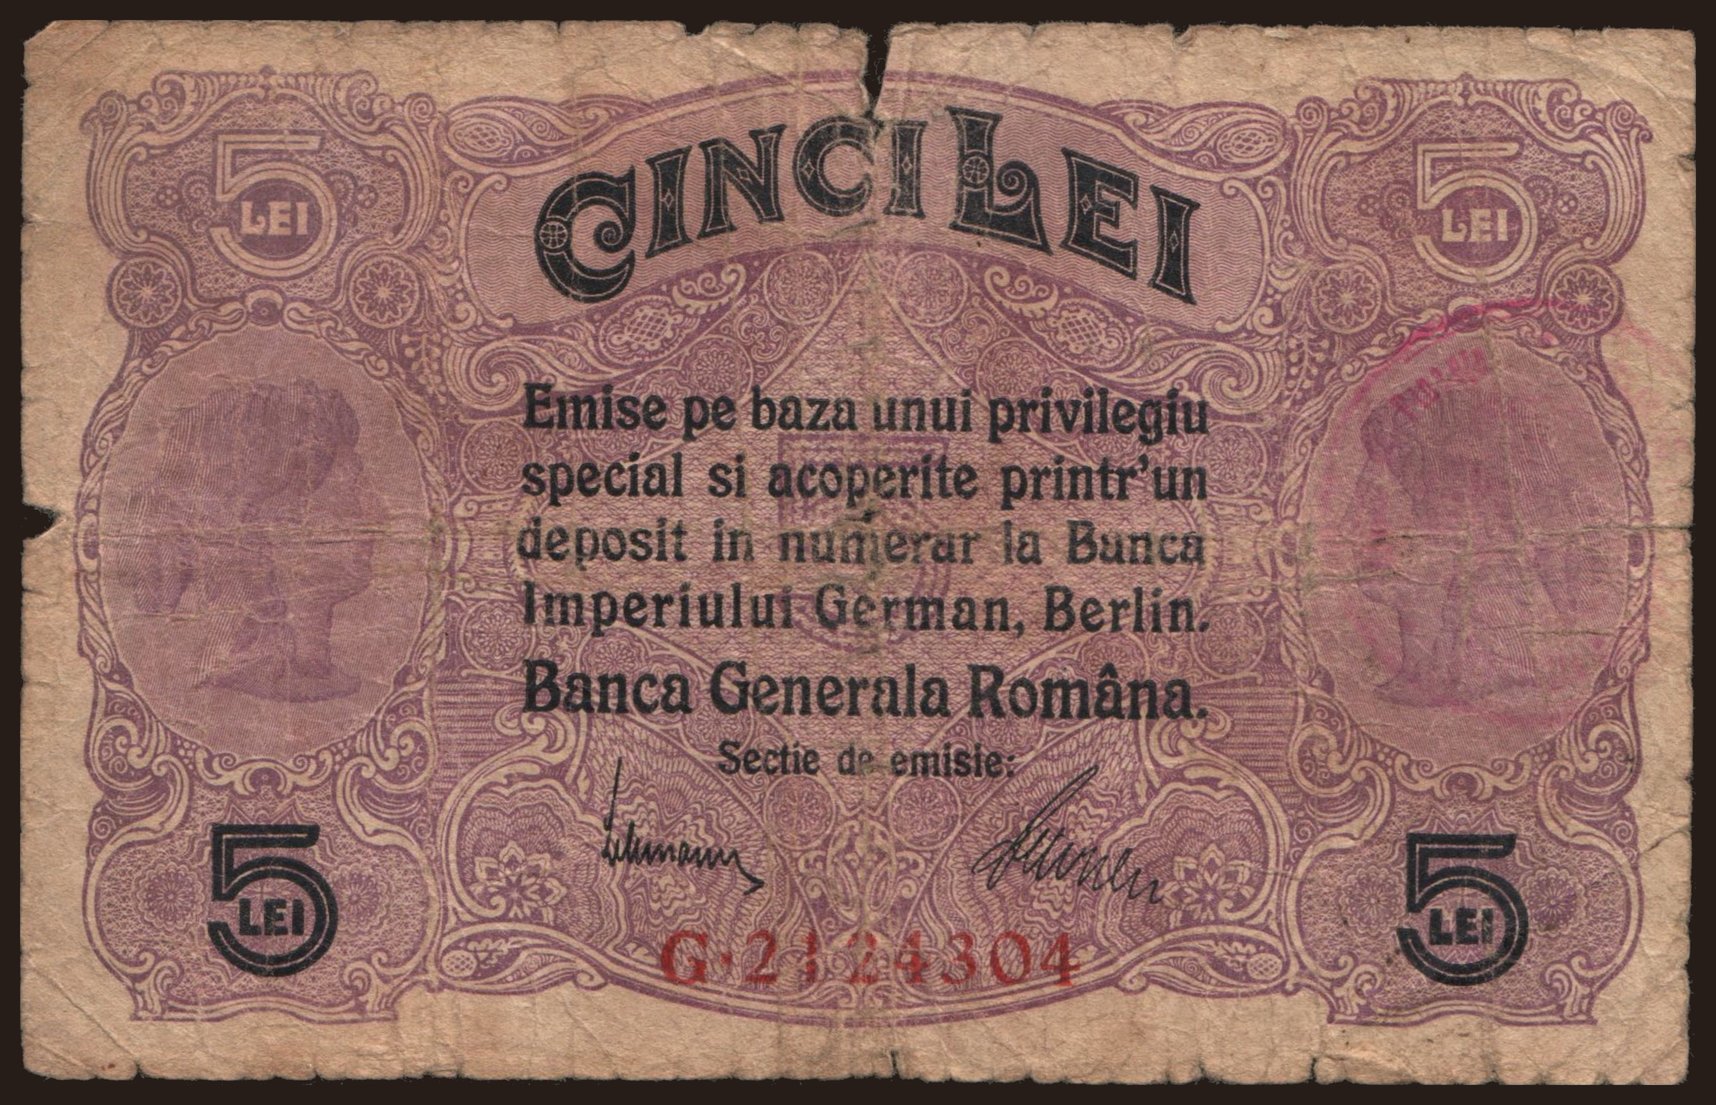 5 LEI
CINCI LEI
5 LEI
Emise pe baza unui privilegiu
special si acoperite printr'un
deposit in numerar la Banca
Imperiului German, Berlin.
Banca Generala Româna.
Sectie de emisie:
5 LEI
5 LEI
G·2124304